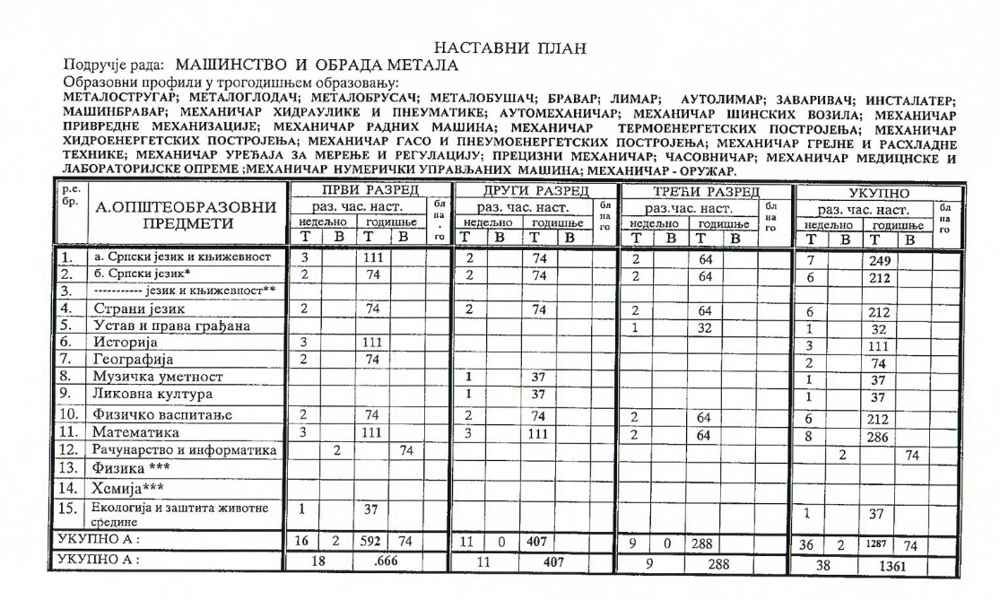 НАСТАВНИ ПЛАН
Подручје рада: МАШИНСТВО И ОБРАДА МЕТАЛА
Образовни профили у трогодишњем образовању:
МЕТАЛОСТРУГАР; МЕТАЛОГЛОДАЧ; МЕТАЛОБРУСАЧ; МЕТАЛОБУШАЧ; БРАВАР; ЛИМАР; АУТОЛИМАР; ЗАВАРИВАЧ; ИНСТАЛАТЕР;
МАШИНБРАВАР; МЕХАНИЧАР ХИДРАУЛИКЕ И ПНЕУМАТИКЕ; АУТОМЕХАНИЧАР; МЕХАНИЧАР ШИНСКИХ ВОЗИЛА; МЕХАНИЧАР
ПРИВРЕДНЕ МЕХАНИЗАЦИЈЕ; МЕХАНИЧАР РАДНИХ МАШИНА; МЕХАНИЧАР ТЕРМОЕНЕРГЕТСКИХ ПОСТРОЈЕЊА; МЕХАНИЧАР
ХИДРОЕНЕРГЕТСКИХ ПОСТРОЈЕЊА; МЕХАНИЧАР ГАСО И ПНЕУМОЕНЕРГЕТСКИХ ПОСТРОЈЕЊА; МЕХАНИЧАР ГРЕЈНЕ И РАСХЛАДНЕ
ТЕХНИКЕ; МЕХАНИЧАР УРЕЂАЈА ЗА МЕРЕЊЕ И РЕГУЛАЦИЈУ; ПРЕЦИЗНИ МЕХАНИЧАР; ЧАСОВНИЧАР; МЕХАНИЧАР МЕДИЦНСКЕ И
ЛАБОРАТОРИЈСКЕ ОПРЕМЕ ;МЕХАНИЧАР НУМЕРИЧКИ УПРАВЉАНИХ МАШИНА; МЕХАНИЧАР - ОРУЖАР.
р.е. бр. А.ОПШТЕОБРАЗОВНИ ПРЕДМЕТИ ПРВИ РАЗРЕД ДРУГИ РАЗРЕД ТРЕЋИ РАЗРЕД УКУПНО
раз. час. наст. бл на . го раз. час. наст. бл на го раз.час. наст. бл на го раз. час. наст. бл на го
недељно годишње недељно годишње недељно годишње недељно годишње
Т В Т В Т В Т В Т В Т В Т В Т В
1. а. Српски језик и књижевност 3 111 2 74 2 64 7 249
2. б. Српски језик* 2 74 2 74 2 64 6 212
3. ----------- језик и књижевност**
4. Страни језик 2 74 2 74 2 64 6 212
5. Устав и права грађана 1 32 1 32
6. Историја 3 111 3 111
7. Географија 2 74 2 74
8. Музичка уметност 1 37 1 37
9. Ликовна култура 1 37 1 37
10. Физичко васпитање 2 74 2 74 2 64 6 212
11. Математика 3 111 3 111 2 64 8 286
12. Рачунарство и информатика 2 74 2 74
13. Физика ***
14. Хемија***
15. Екологија и заштита животне 1 37 1 37
средине
УКУПНО А : 16 2 592 74 11 0 407 9 0 288 36 2 1287 74
УКУПНО А : 18 .666 11 407 9 288 38 1361